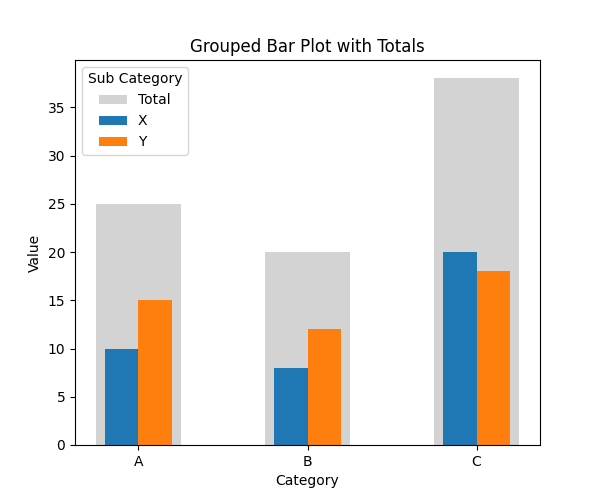 Grouped Bar Plot with Totals
Sub Category
Total
X
Y
Value
35
30
25
20
15
10
5
0
A B C
Category